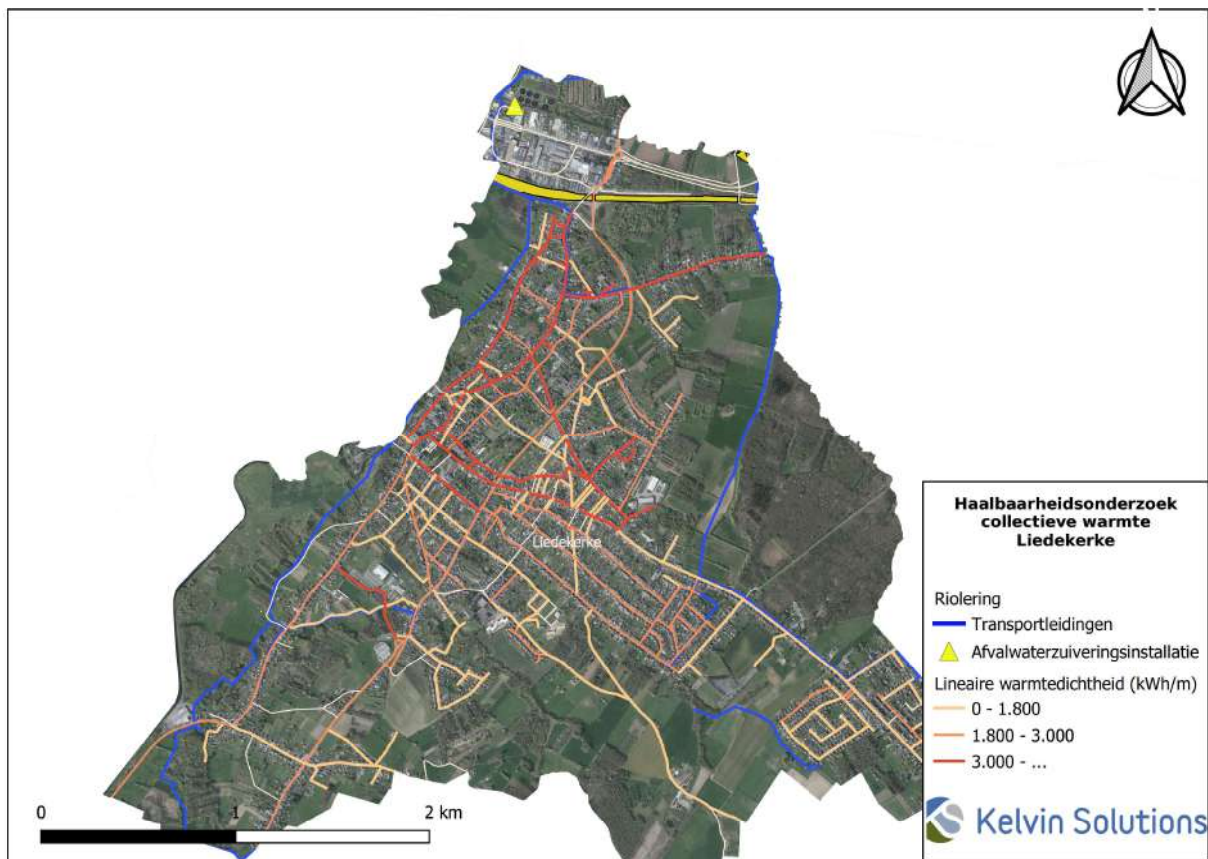 Liedekerke
Haalbaarheidsonderzoek
collectieve warmte
Liedekerke
Riolering
Transportleidingen
Afvalwaterzuiveringsinstallatie
Lineaire warmtedichtheid (kWh/m)
0 - 1.800
1.800 - 3.000
3.000 - ...
Kelvin Solutions
0 1 2 km